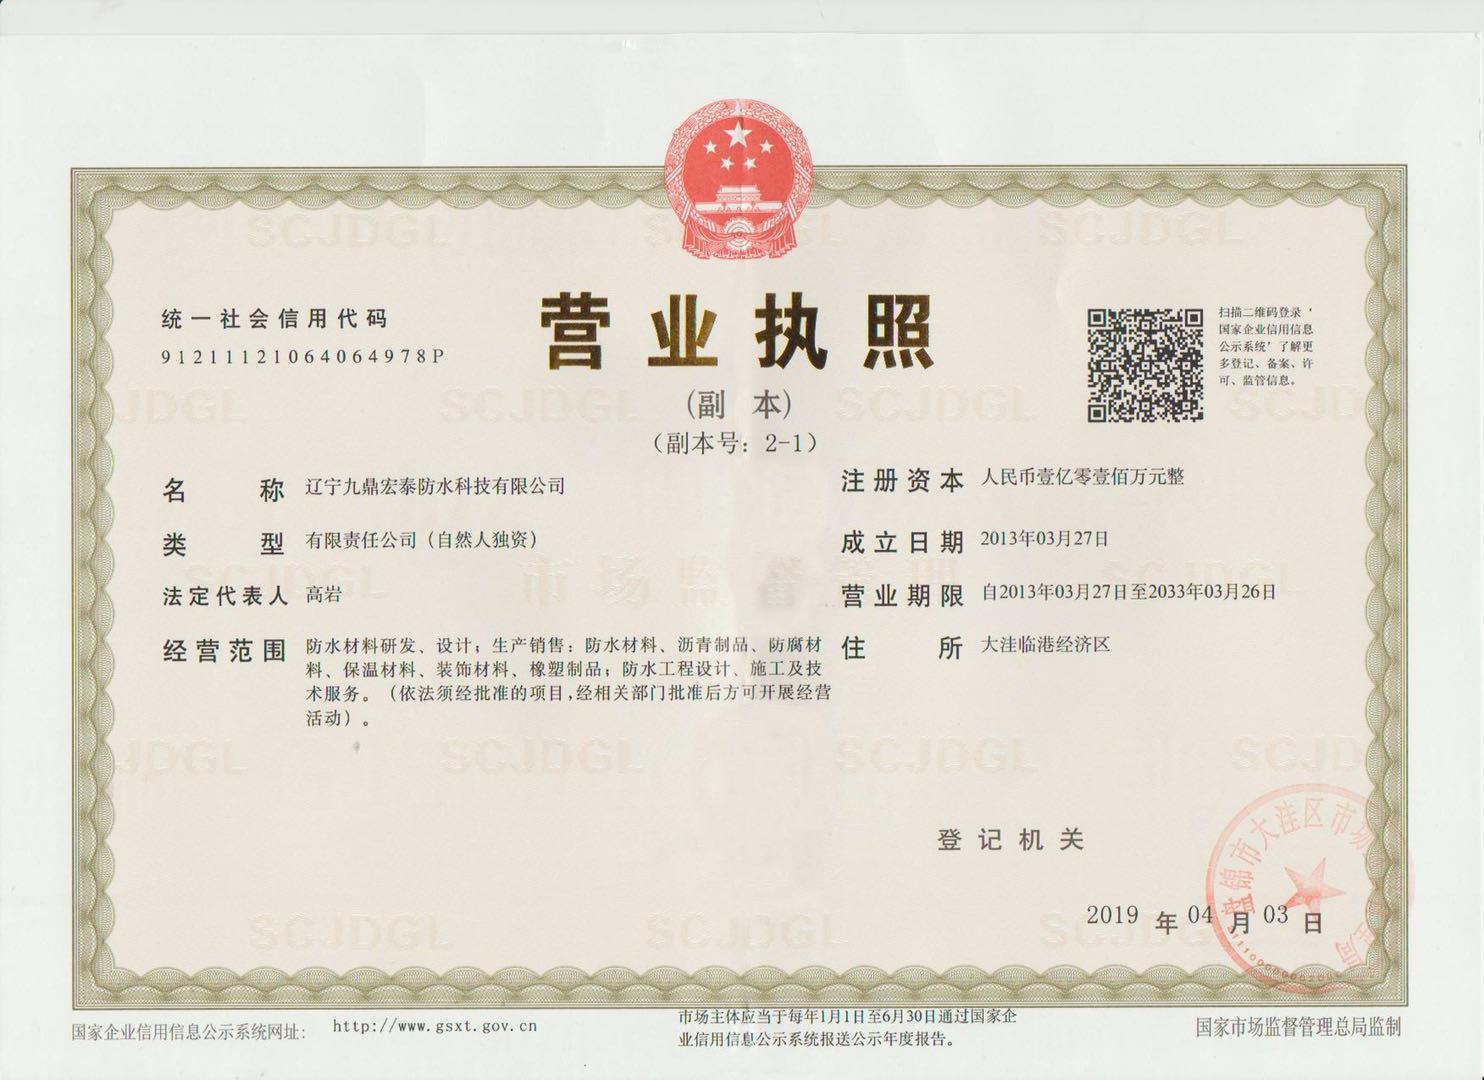 统一社会信用代码
91211121064064978P
营业执照
(副 本)
（副本号：2-1）
扫描二维码登录‘
国家企业信用信息
公示系统’了解更
多登记、备案、许
可、监管信息。
名 称 辽宁九鼎宏泰防水科技有限公司
类 型 有限责任公司（自然人独资）
法定代表人 高岩
经营范围 防水材料研发、设计；生产销售：防水材料、沥青制品、防腐材
料、保温材料、装饰材料、橡塑制品；防水工程设计、施工及技
术服务。（依法须经批准的项目,经相关部门批准后方可开展经营
活动）。
注册资本 人民币壹亿零壹佰万元整
成立日期 2013年03月27日
营业期限 自2013年03月27日至2033年03月26日
住 所 大洼临港经济区
登记机关
盘锦市大洼区市场
2019 年 04 月 03 日
国家企业信用信息公示系统网址： http://www.gsxt.gov.cn
市场主体应当于每年1月1日至6月30日通过国家企
业信用信息公示系统报送公示年度报告。
国家市场监督管理总局监制
SCJDGL
市场监督管理